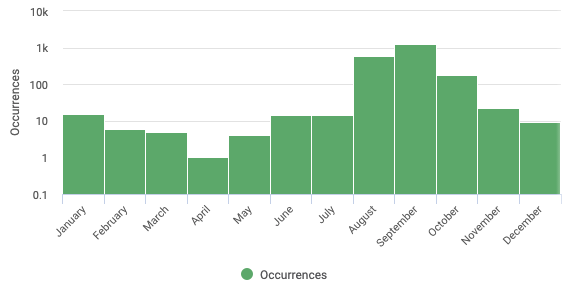 10k
1k
100
10
1
0.1
Occurrences
January
February
March
April
May
June
July
August
September
October
November
December
Occurrences